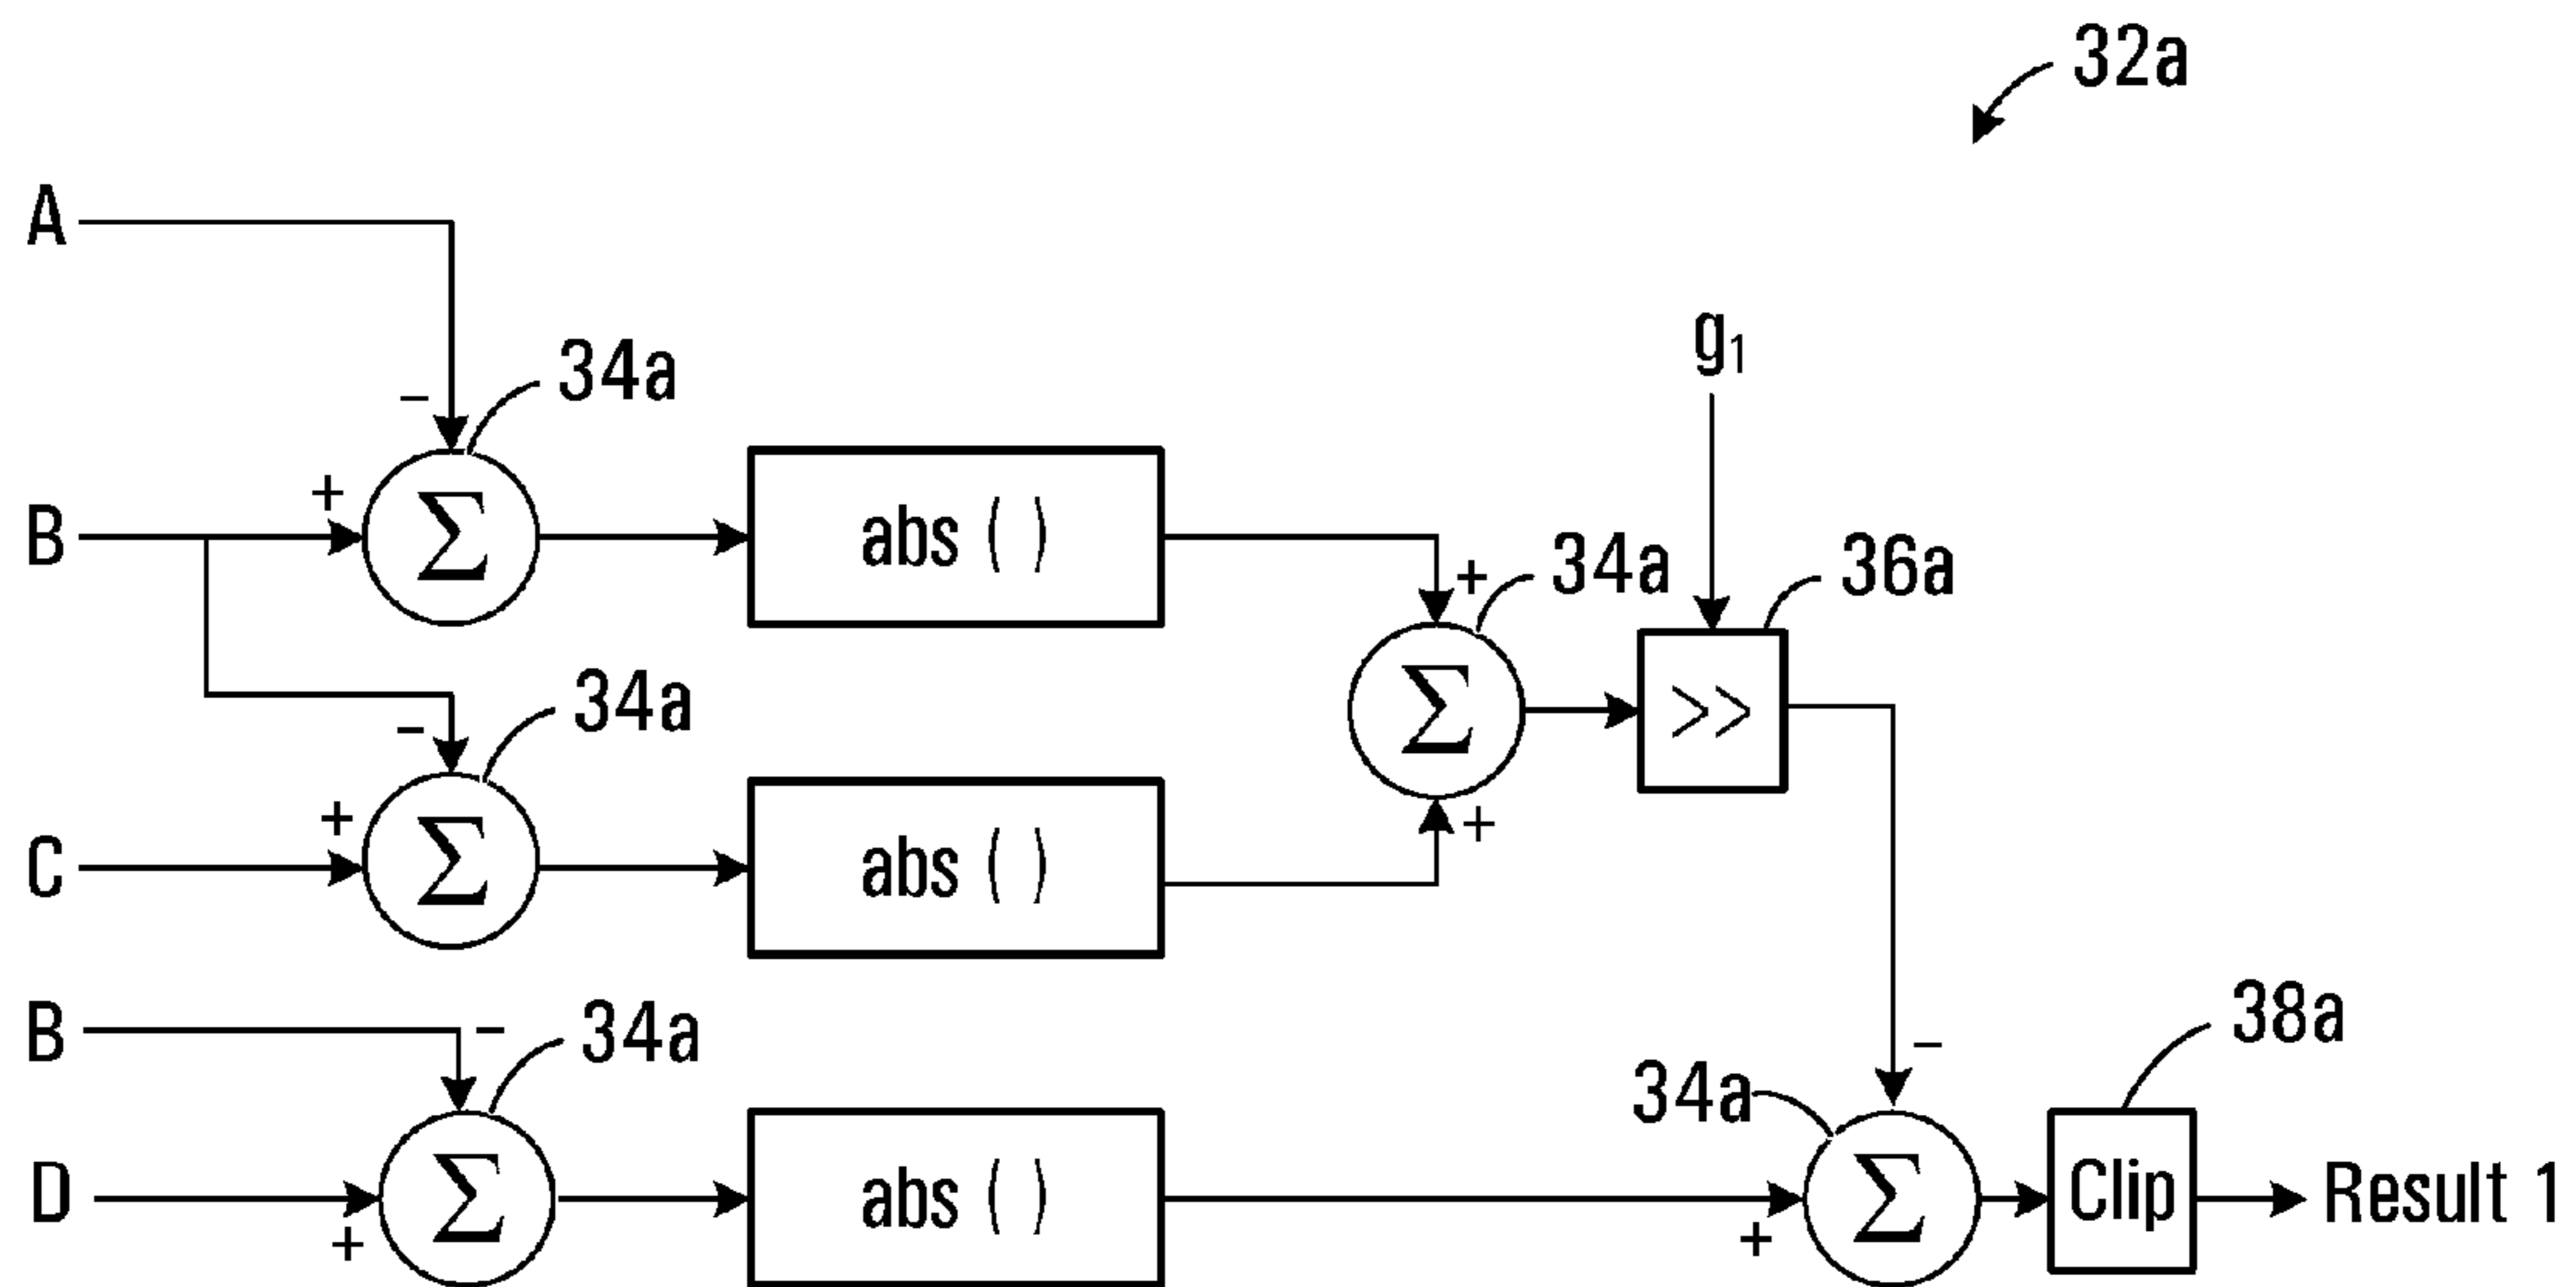 32a
A
−
34a
g1
+
B
Σ
abs ( )
+
34a
36a
−
34a
Σ
>>
+
C
Σ
abs ( )
+
B
−
34a
38a
−
34a
D
+
Σ
abs ( )
+
Σ
Clip
Result 1